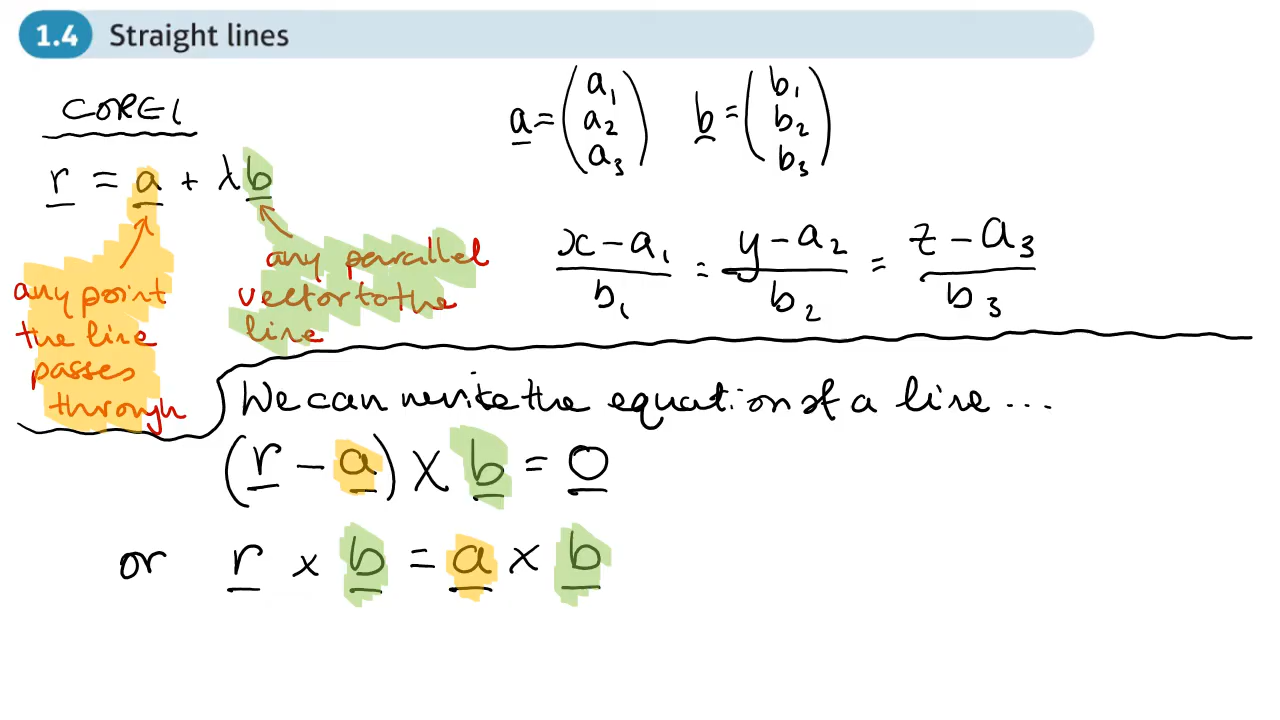 1.4 Straight lines
CORE 1
r = a + λb
any point
the line
passes
through
any parallel
vector to the
line
a = (a₁ a₂ a₃) b = (b₁ b₂ b₃)
(x − a₁)/b₁ = (y − a₂)/b₂ = (z − a₃)/b₃
We can rewrite the equation of a line ...
(r − a) × b = 0
or r × b = a × b